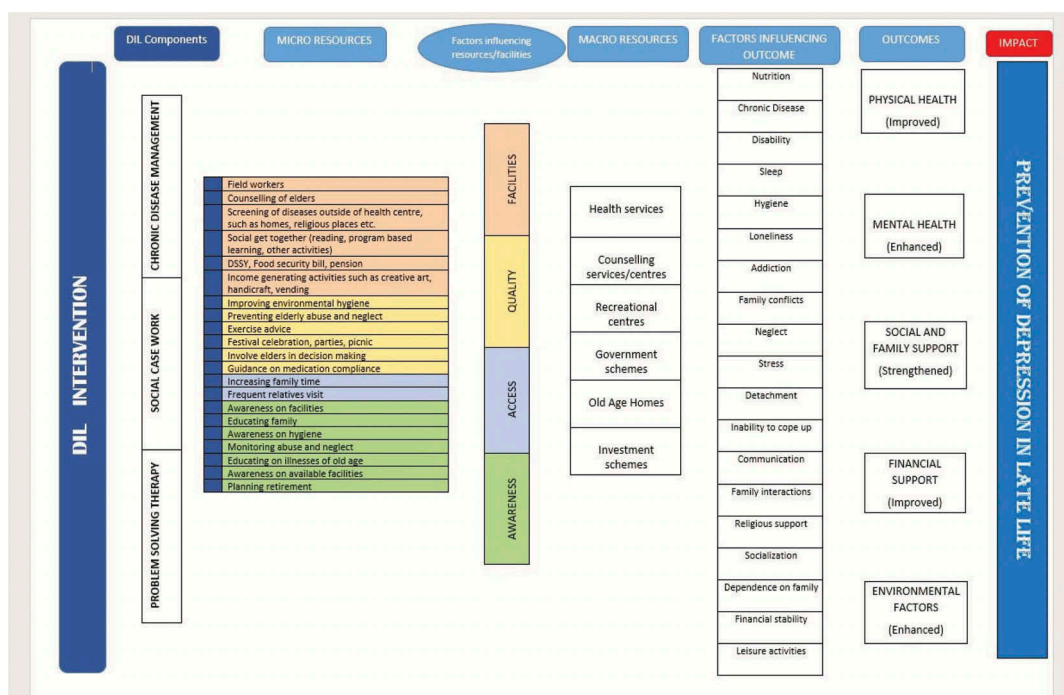 DIL Components
MICRO RESOURCES
Factors influencing
resources/facilities
MACRO RESOURCES
FACTORS INFLUENCING
OUTCOME
OUTCOMES
IMPACT
DIL INTERVENTION
CHRONIC DISEASE MANAGEMENT
SOCIAL CASE WORK
PROBLEM SOLVING THERAPY
Field workers
Counselling of elders
Screening of diseases outside of health centre,
such as homes, religious places etc.
Social get together (reading, program based
learning, other activities)
DSSY, Food security bill, pension
Income generating activities such as creative art,
handicraft, vending
Improving environmental hygiene
Preventing elderly abuse and neglect
Exercise advice
Festival celebration, parties, picnic
Involve elders in decision making
Guidance on medication compliance
Increasing family time
Frequent relatives visit
Awareness on facilities
Educating family
Awareness on hygiene
Monitoring abuse and neglect
Educating on illnesses of old age
Awareness on available facilities
Planning retirement
FACILITIES
QUALITY
ACCESS
AWARENESS
Health services
Counselling
services/centres
Recreational
centres
Government
schemes
Old Age Homes
Investment
schemes
Nutrition
Chronic Disease
Disability
Sleep
Hygiene
Loneliness
Addiction
Family conflicts
Neglect
Stress
Detachment
Inability to cope up
Communication
Family interactions
Religious support
Socialization
Dependence on family
Financial stability
Leisure activities
PHYSICAL HEALTH
(Improved)
MENTAL HEALTH
(Enhanced)
SOCIAL AND
FAMILY SUPPORT
(Strengthened)
FINANCIAL
SUPPORT
(Improved)
ENVIRONMENTAL
FACTORS
(Enhanced)
PREVENTION OF DEPRESSION IN LATE LIFE